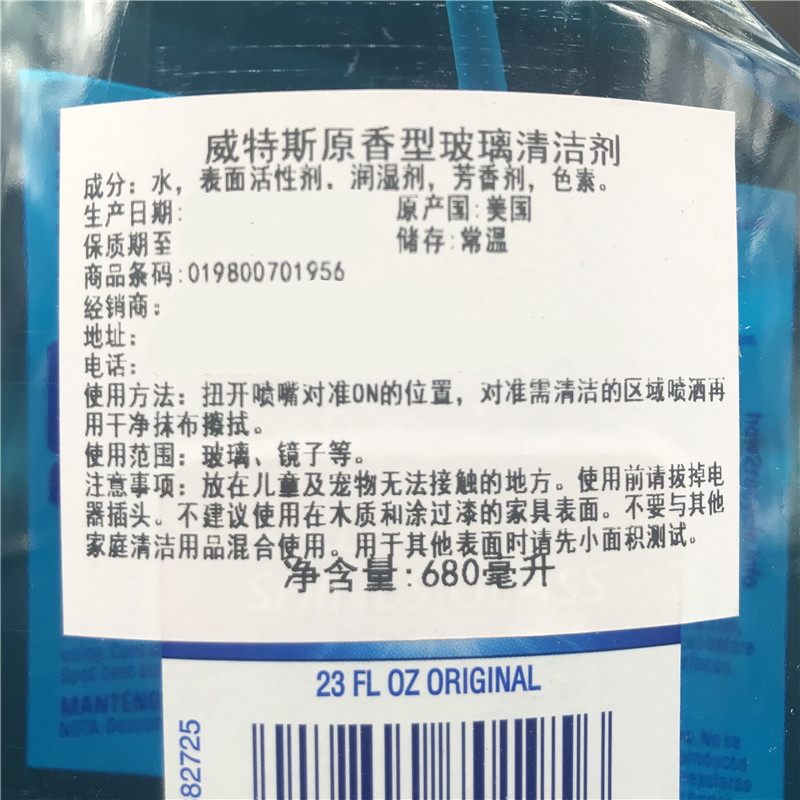 威特斯原香型玻璃清洁剂
成分：水，表面活性剂，润湿剂，芳香剂，色素。
生产日期： 原产国：美国
保质期至 储存：常温
商品条码:019800701956
经销商：
地址：
电话：
使用方法：扭开喷嘴对准ON的位置，对准需清洁的区域喷洒再
用干净抹布擦拭。
使用范围：玻璃、镜子等。
注意事项：放在儿童及宠物无法接触的地方。使用前请拔掉电
器插头。不建议使用在木质和涂过漆的家具表面。不要与其他
家庭清洁用品混合使用。用于其他表面时请先小面积测试。
净含量:680毫升
23 FL OZ ORIGINAL
82725
MANTENG